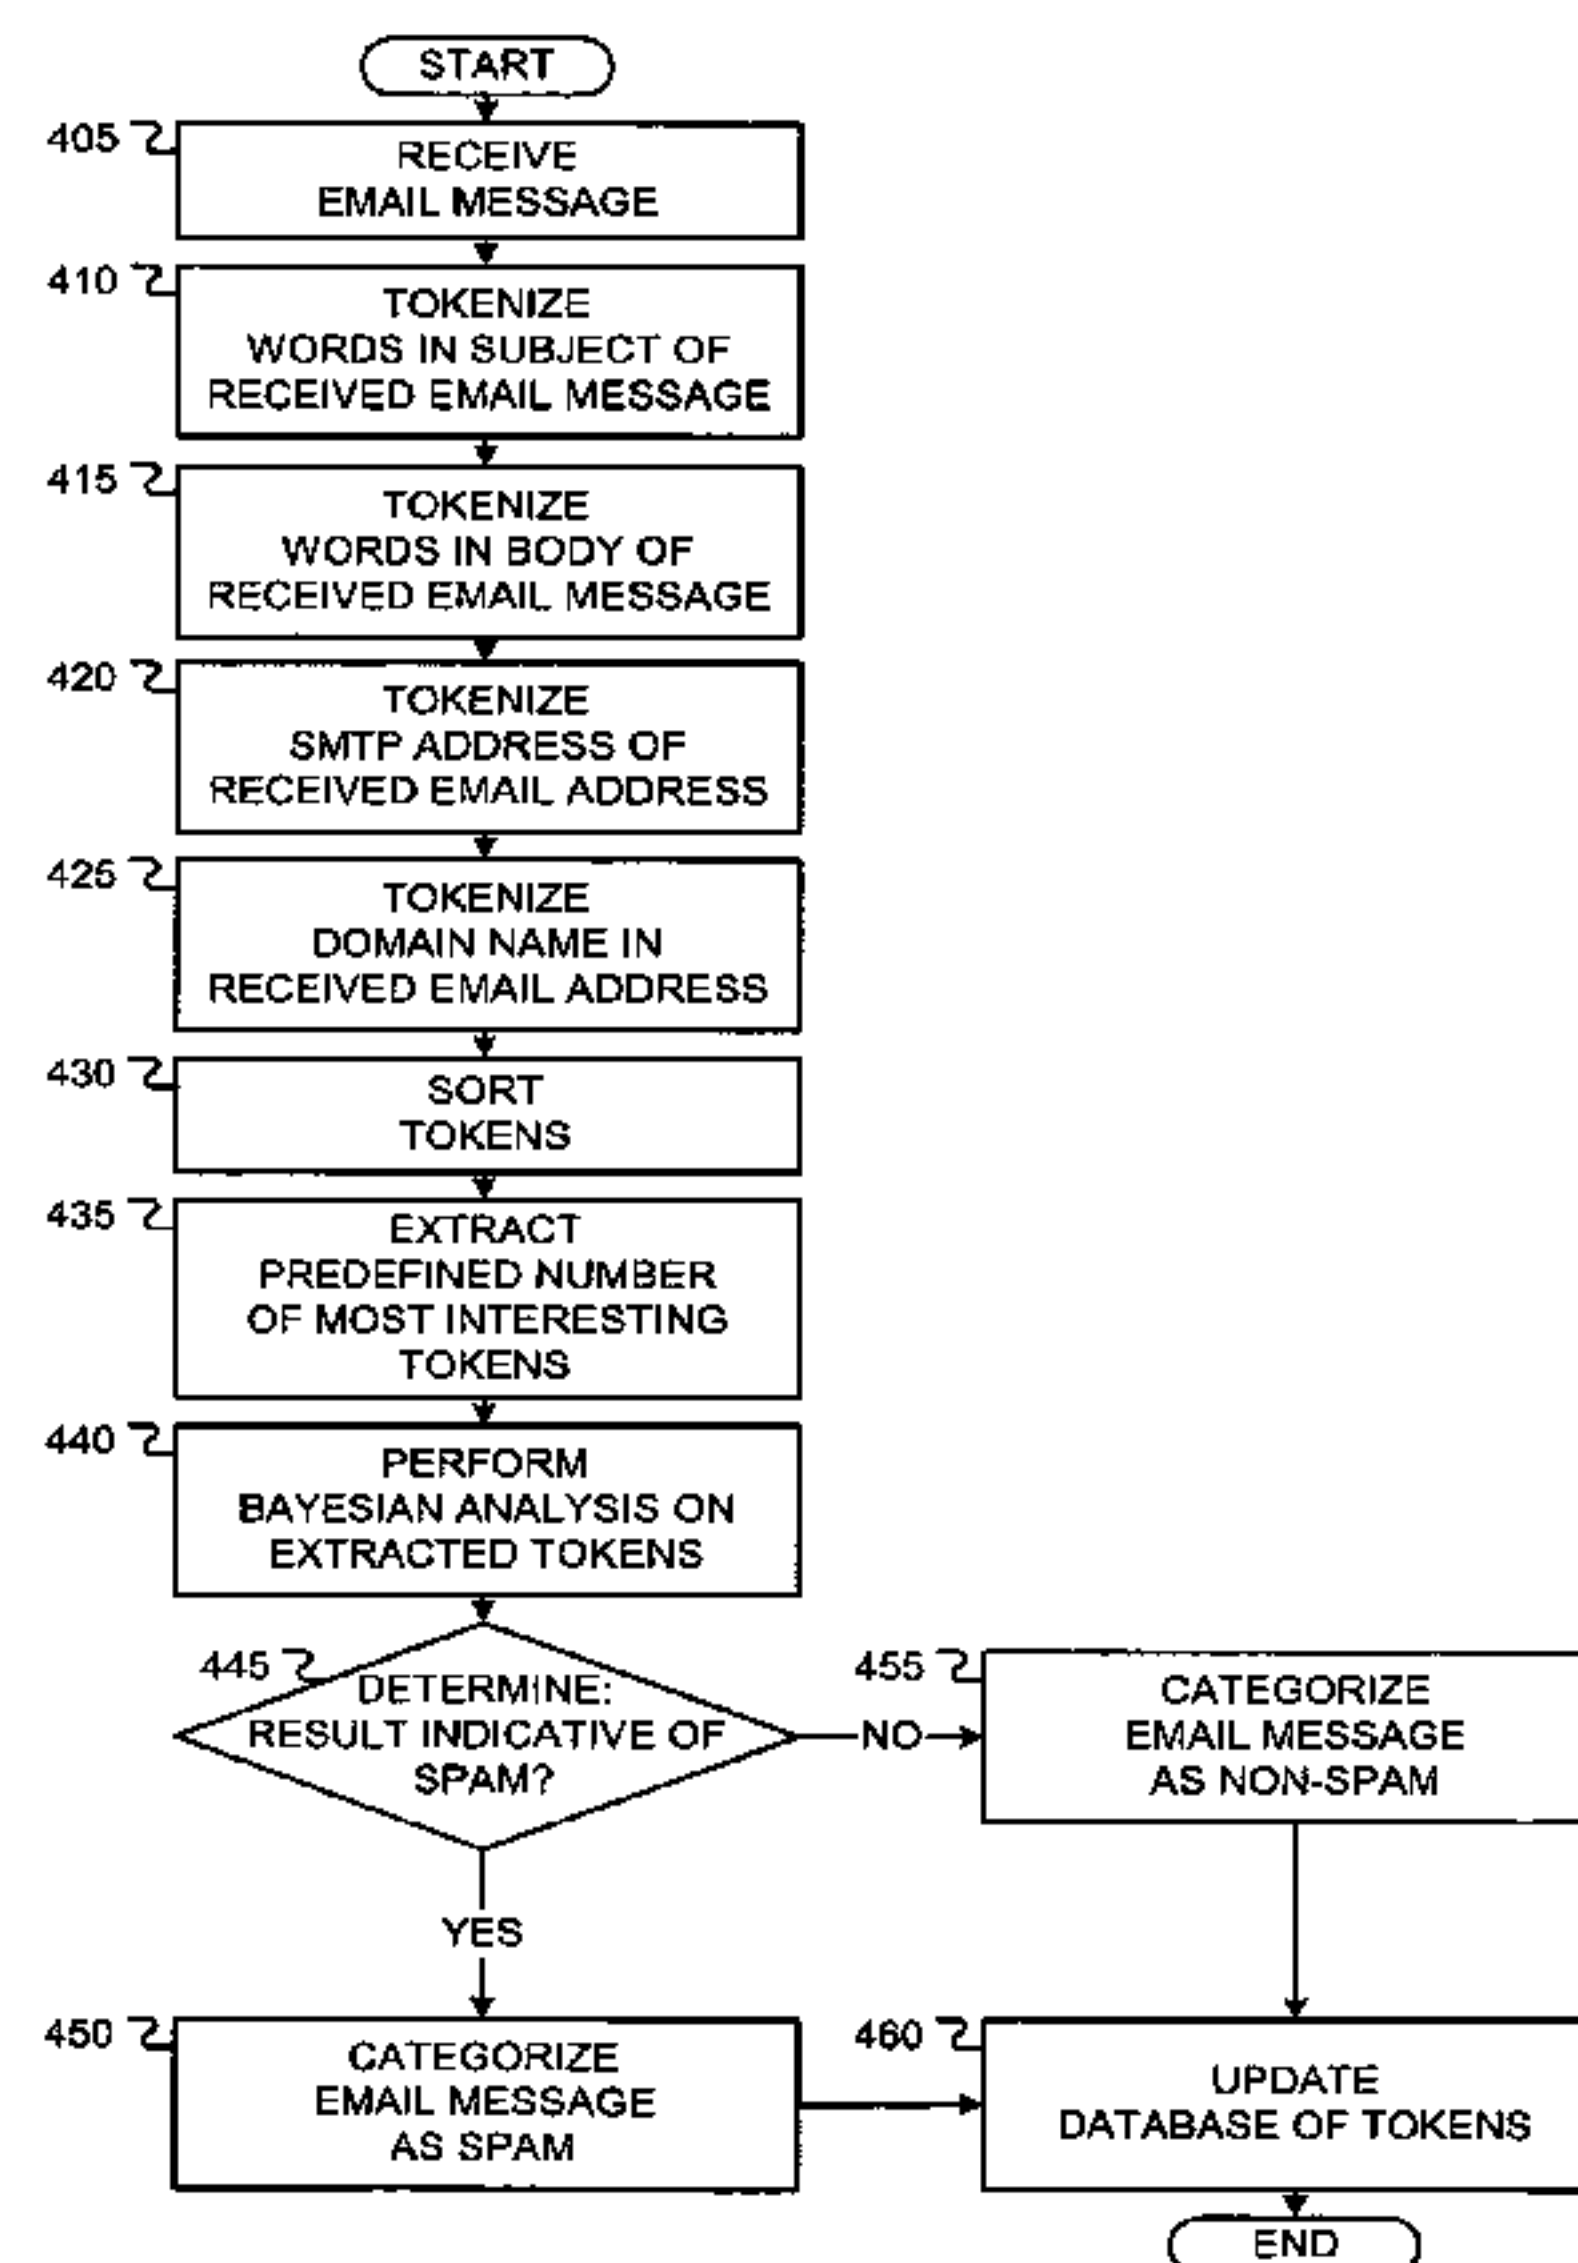 START
405
RECEIVE
EMAIL MESSAGE
410
TOKENIZE
WORDS IN SUBJECT OF
RECEIVED EMAIL MESSAGE
415
TOKENIZE
WORDS IN BODY OF
RECEIVED EMAIL MESSAGE
420
TOKENIZE
SMTP ADDRESS OF
RECEIVED EMAIL ADDRESS
425
TOKENIZE
DOMAIN NAME IN
RECEIVED EMAIL ADDRESS
430
SORT
TOKENS
435
EXTRACT
PREDEFINED NUMBER
OF MOST INTERESTING
TOKENS
440
PERFORM
BAYESIAN ANALYSIS ON
EXTRACTED TOKENS
445
DETERMINE:
RESULT INDICATIVE OF
SPAM?
NO
455
CATEGORIZE
EMAIL MESSAGE
AS NON-SPAM
YES
450
CATEGORIZE
EMAIL MESSAGE
AS SPAM
460
UPDATE
DATABASE OF TOKENS
END